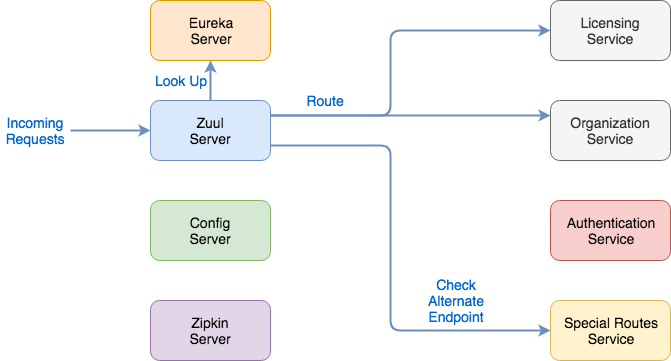 Eureka
Server
Licensing
Service
Look Up
Route
Incoming
Requests
Zuul
Server
Organization
Service
Config
Server
Authentication
Service
Check
Alternate
Endpoint
Zipkin
Server
Special Routes
Service